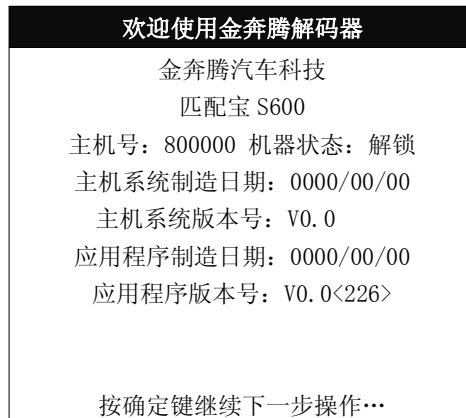 欢迎使用金奔腾解码器
金奔腾汽车科技
匹配宝 S600
主机号：800000 机器状态：解锁
主机系统制造日期：0000/00/00
主机系统版本号：V0.0
应用程序制造日期：0000/00/00
应用程序版本号：V0.0<226>
按确定键继续下一步操作…